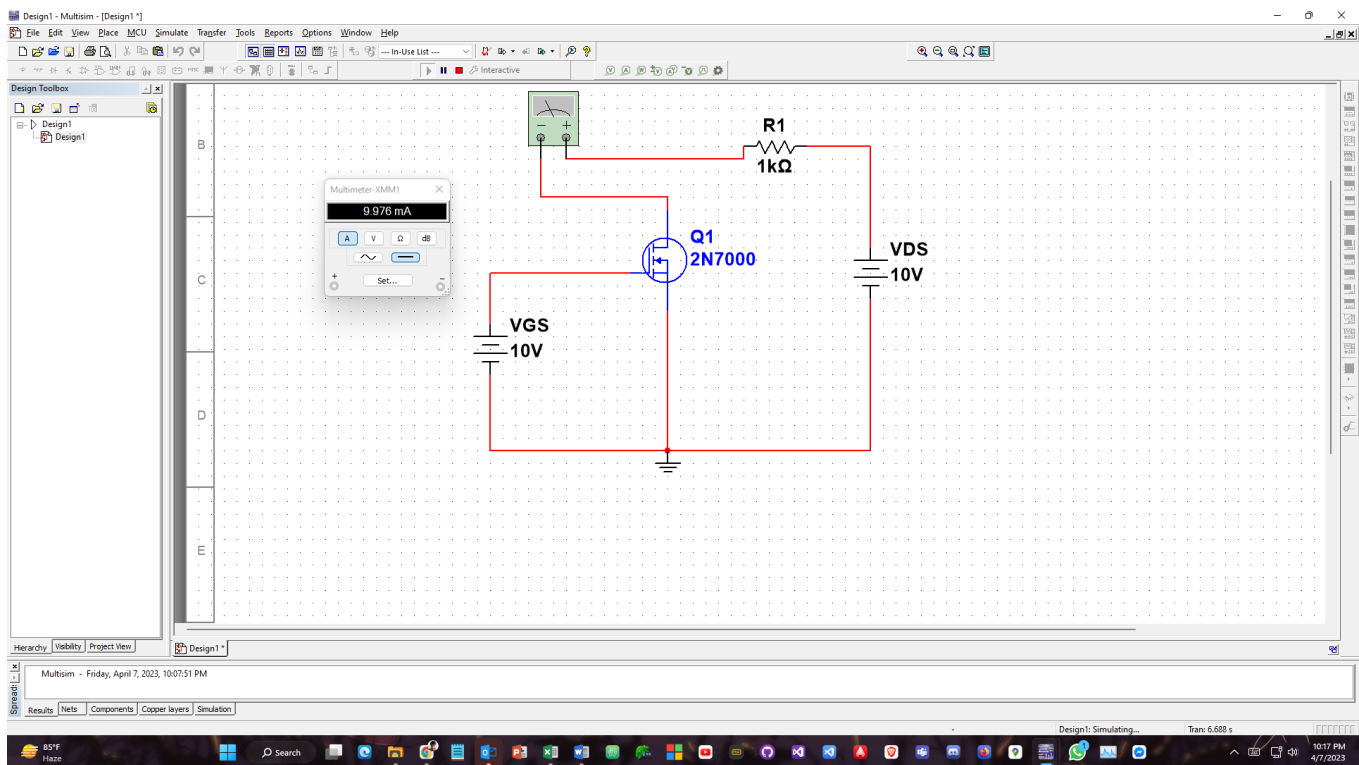 Design1 - Multisim - [Design1 *]
File Edit View Place MCU Simulate Transfer Tools Reports Options Window Help
--- In-Use List ---
Interactive
Design Toolbox
Design1
Design1
B
C
D
E
R1
1kΩ
Multimeter-XMM1
9.976 mA
A V Ω dB
+ -
Set...
Q1
2N7000
VDS
10V
VGS
10V
Hierarchy Visibility Project View
Design1 *
Multisim - Friday, April 7, 2023, 10:07:51 PM
Results Nets Components Copper layers Simulation
Design1: Simulating... Tran: 6.688 s
85°F
Haze
Search
10:17 PM
4/7/2023